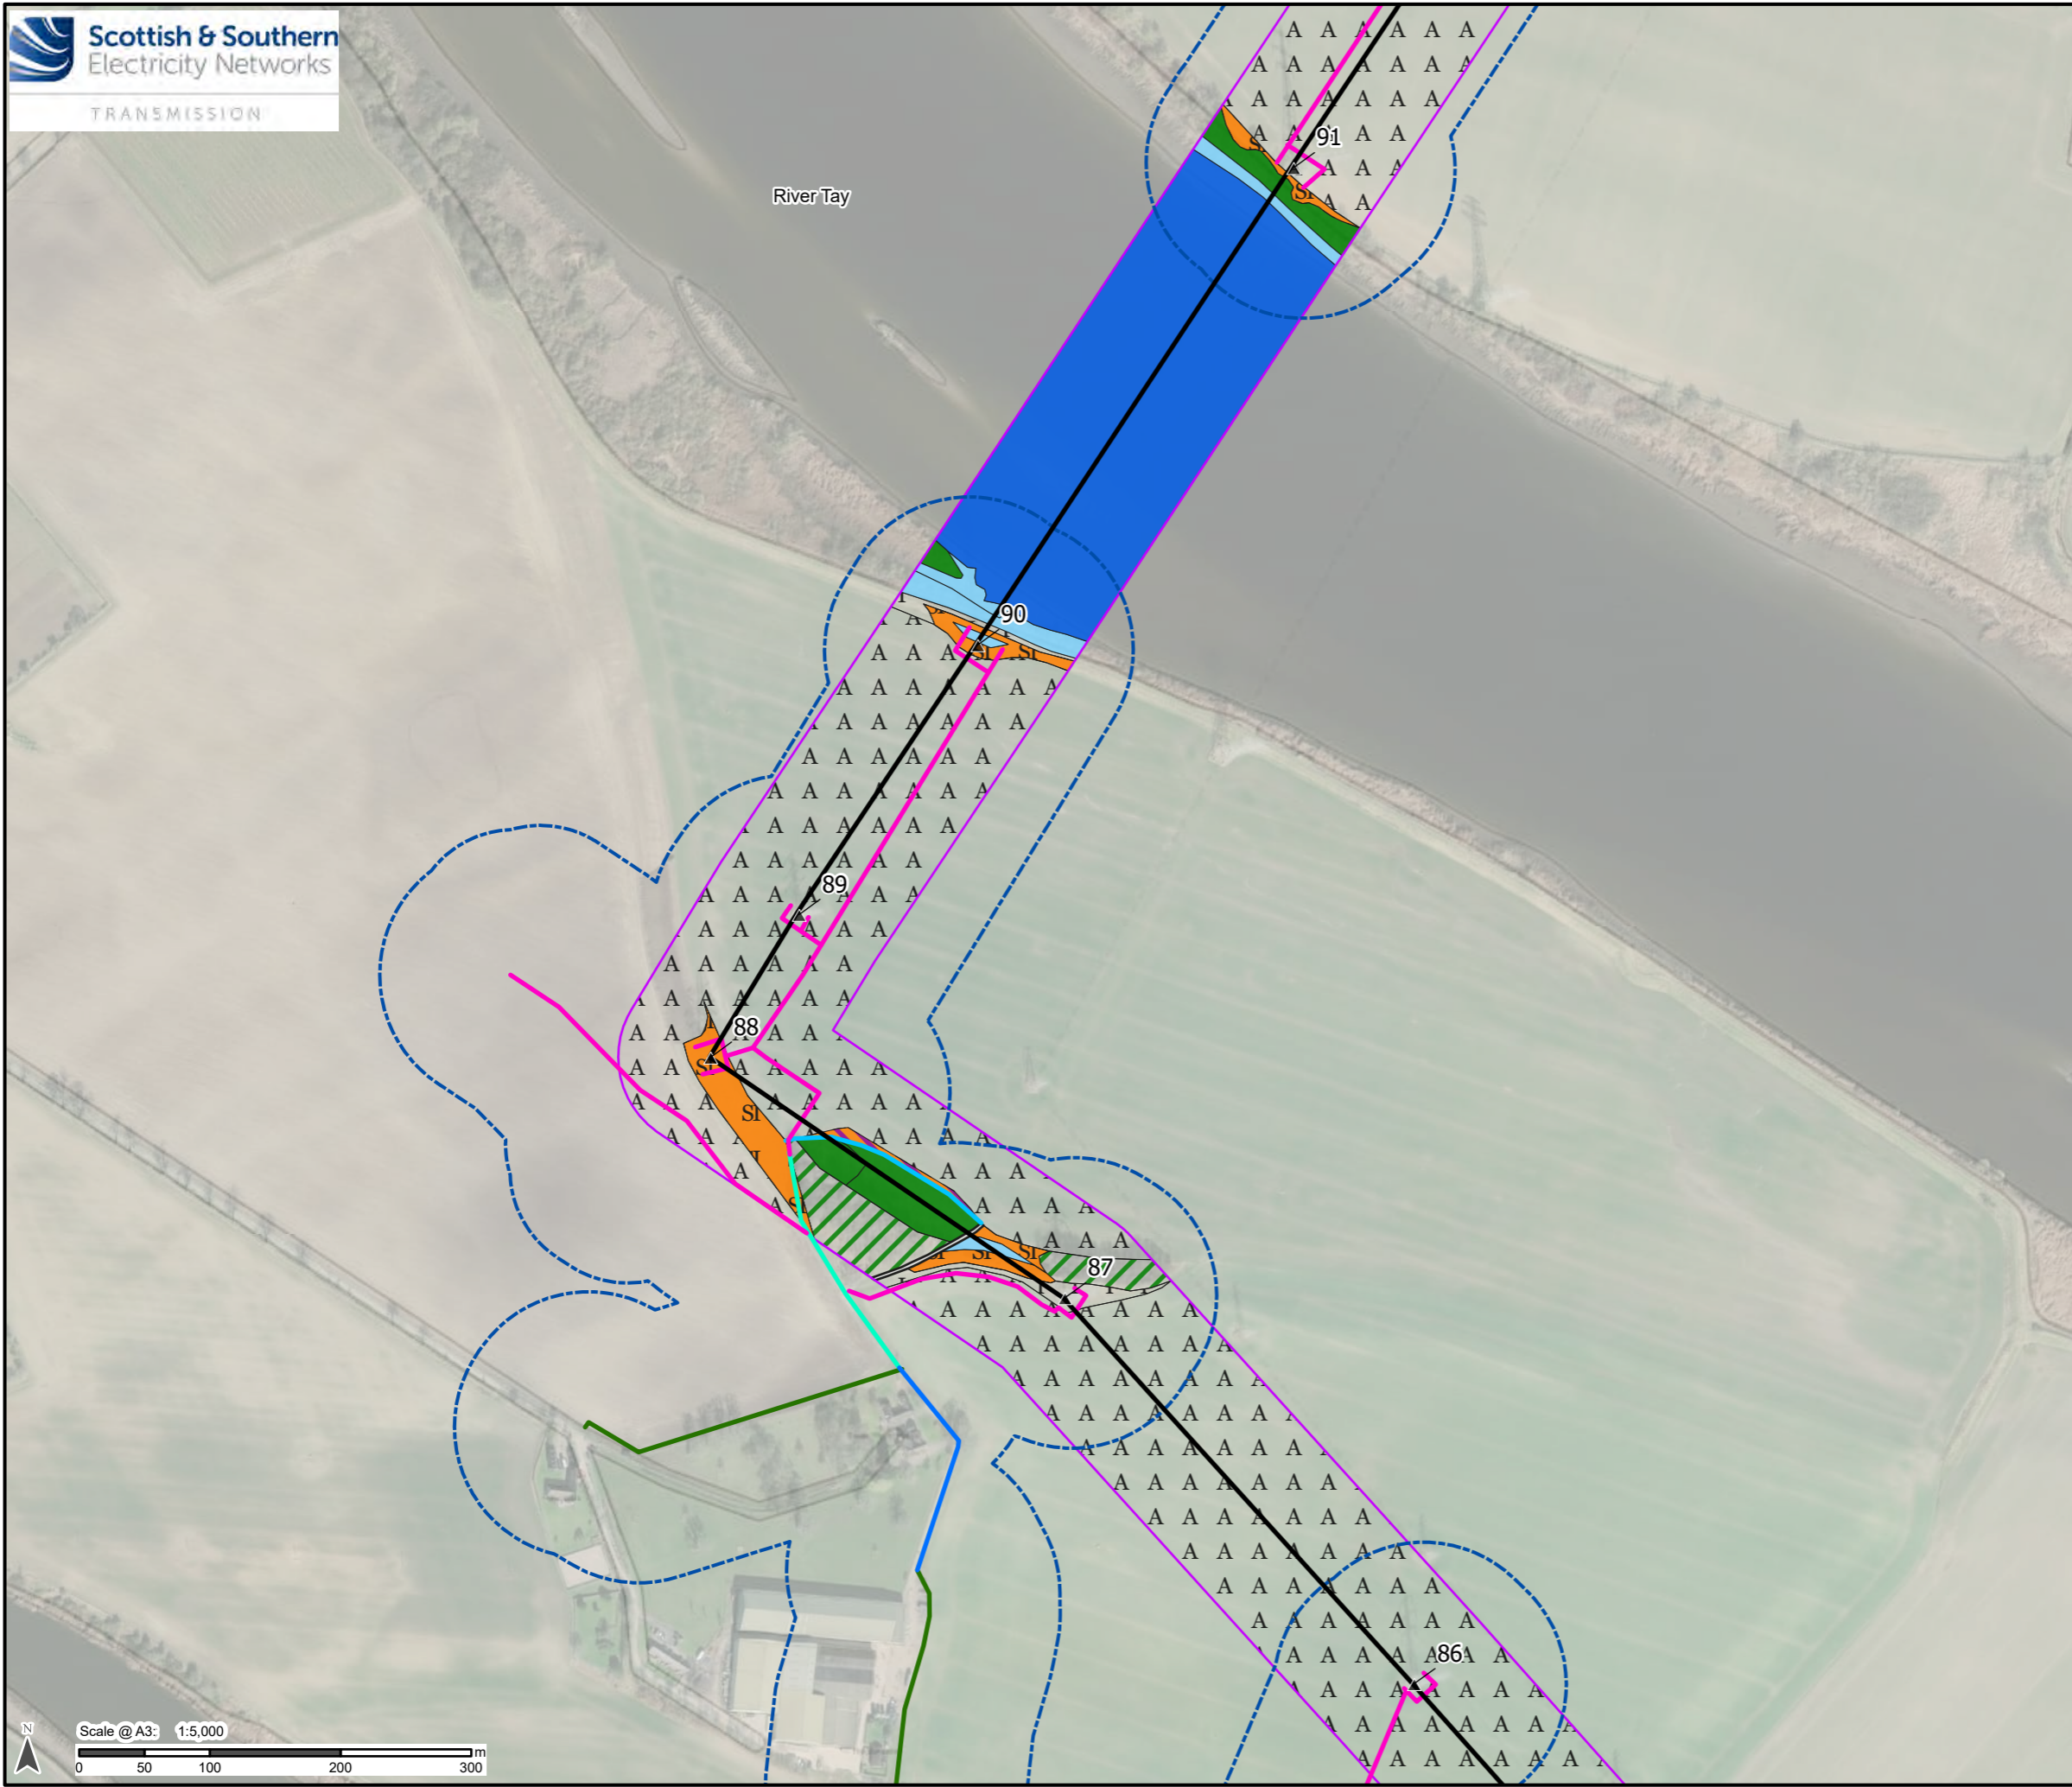 Scottish & Southern
Electricity Networks
TRANSMISSION
River Tay
91
90
89
88
87
86
SI
A
N
Scale @ A3: 1:5,000
0 50 100 200 300 m